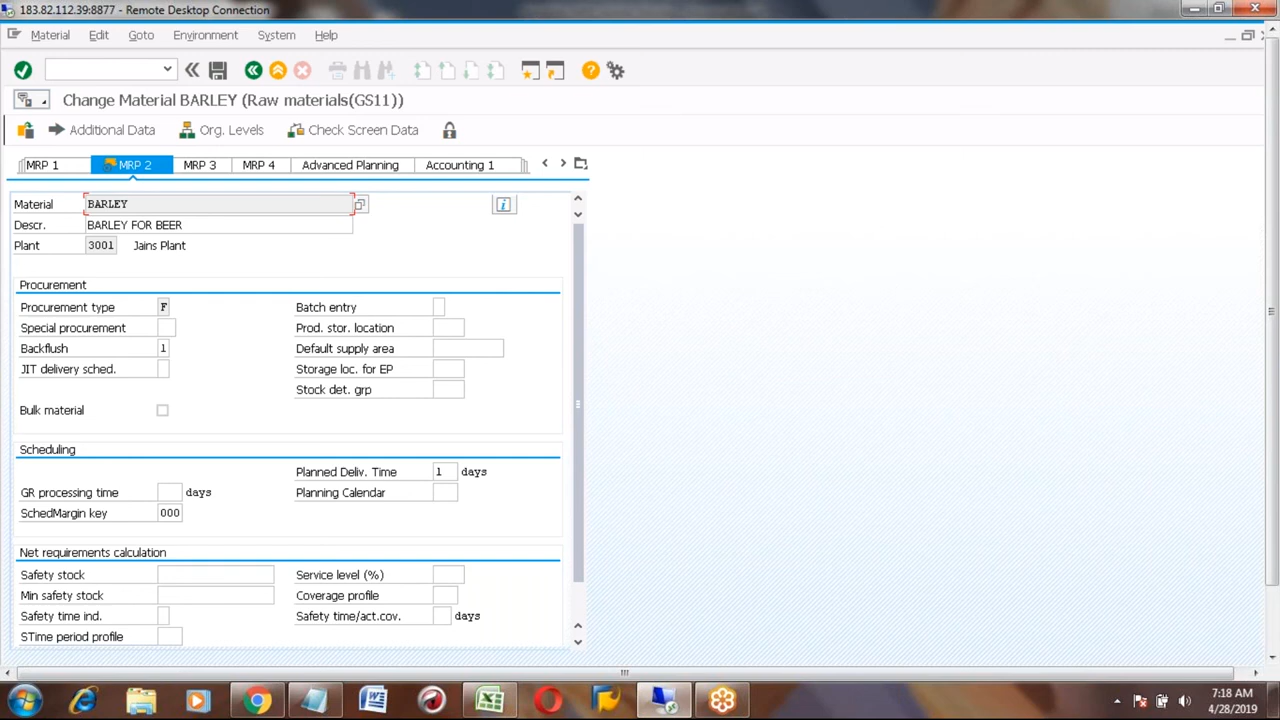 183.82.112.39:8877 - Remote Desktop Connection
Material Edit Goto Environment System Help
Change Material BARLEY (Raw materials(GS11))
Additional Data Org. Levels Check Screen Data
MRP 1 MRP 2 MRP 3 MRP 4 Advanced Planning Accounting 1
Material BARLEY
Descr. BARLEY FOR BEER
Plant 3001 Jains Plant
Procurement
Procurement type F Batch entry
Special procurement Prod. stor. location
Backflush 1 Default supply area
JIT delivery sched. Storage loc. for EP
Stock det. grp
Bulk material
Scheduling
Planned Deliv. Time 1 days
GR processing time days Planning Calendar
SchedMargin key 000
Net requirements calculation
Safety stock Service level (%)
Min safety stock Coverage profile
Safety time ind. Safety time/act.cov. days
STime period profile
7:18 AM
4/28/2019